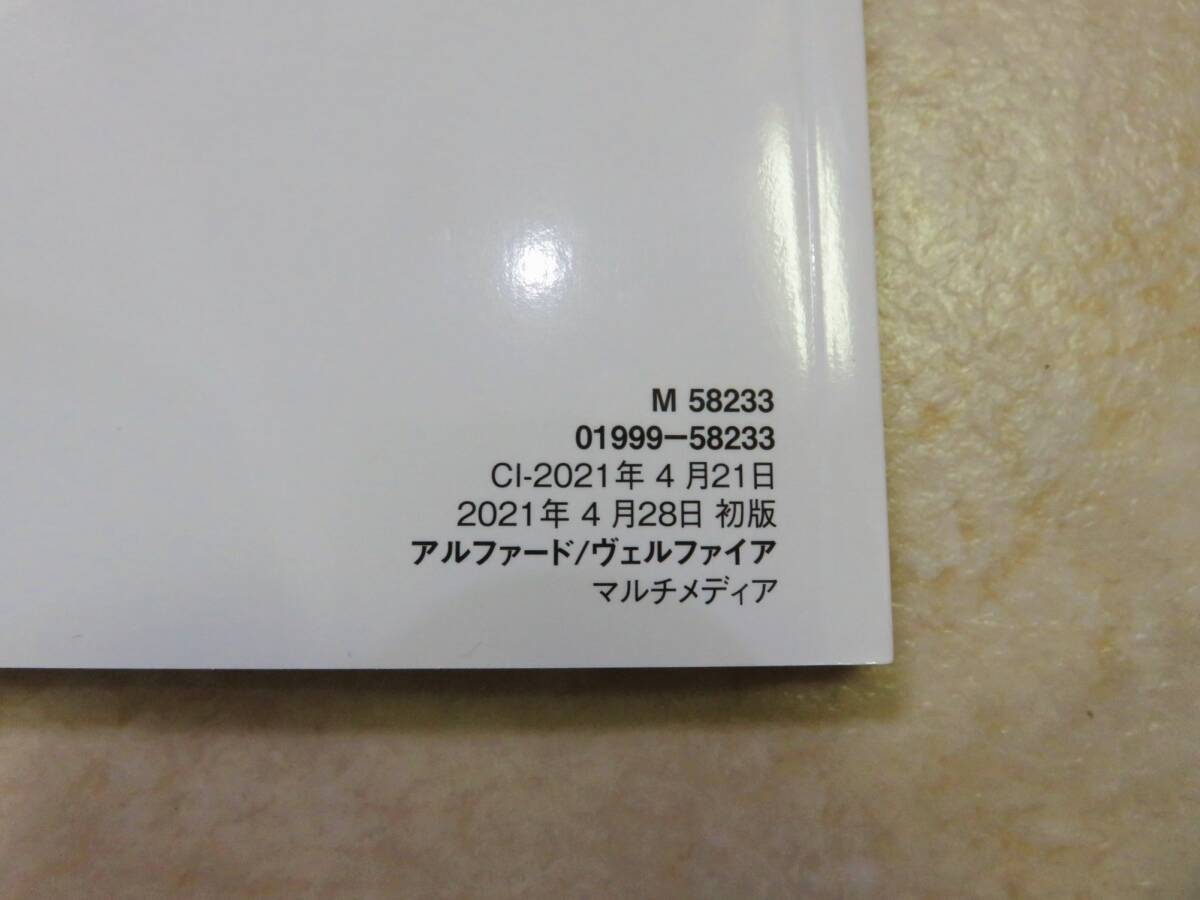 M 58233
01999−58233
CI-2021年 4 月21日
2021年 4 月28日 初版
アルファード/ヴェルファイア
マルチメディア